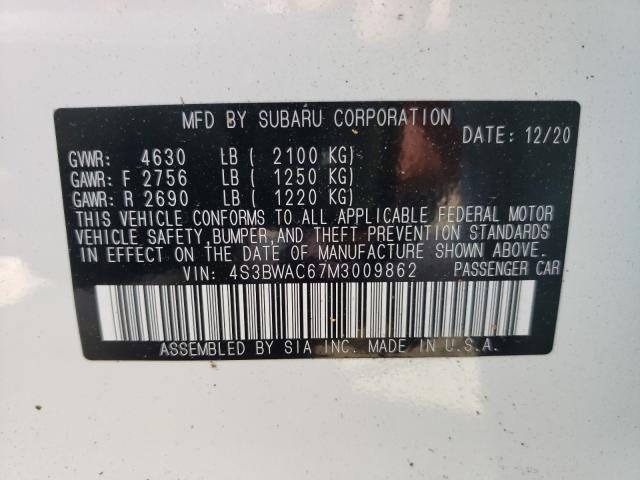 MFD BY SUBARU CORPORATION
DATE: 12/20
GVWR: 4630 LB ( 2100 KG)
GAWR: F 2756 LB ( 1250 KG)
GAWR: R 2690 LB ( 1220 KG)
THIS VEHICLE CONFORMS TO ALL APPLICABLE FEDERAL MOTOR
VEHICLE SAFETY, BUMPER, AND THEFT PREVENTION STANDARDS
IN EFFECT ON THE DATE OF MANUFACTURE SHOWN ABOVE.
VIN: 4S3BWAC67M3009862 PASSENGER CAR
ASSEMBLED BY SIA INC. MADE IN U.S.A.